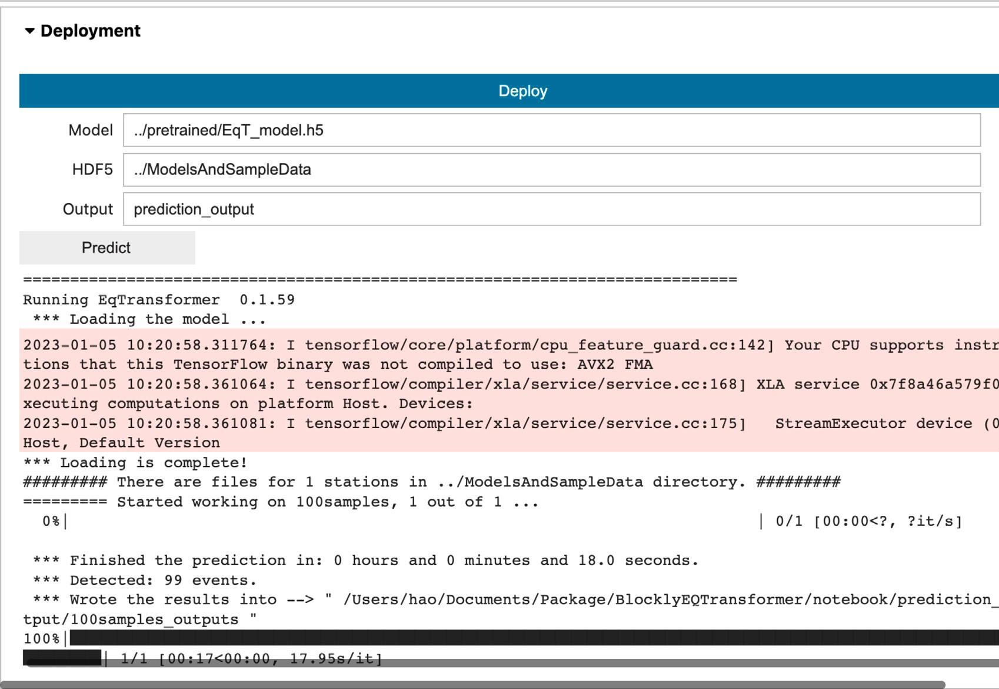 Deployment
Deploy
Model ../pretrained/EqT_model.h5
HDF5 ../ModelsAndSampleData
Output prediction_output
Predict
============================================================================
Running EqTransformer  0.1.59
 *** Loading the model ...
2023-01-05 10:20:58.311764: I tensorflow/core/platform/cpu_feature_guard.cc:142] Your CPU supports instr
tions that this TensorFlow binary was not compiled to use: AVX2 FMA
2023-01-05 10:20:58.361064: I tensorflow/compiler/xla/service/service.cc:168] XLA service 0x7f8a46a579f0
xecuting computations on platform Host. Devices:
2023-01-05 10:20:58.361081: I tensorflow/compiler/xla/service/service.cc:175]   StreamExecutor device (0
Host, Default Version
*** Loading is complete!
######### There are files for 1 stations in ../ModelsAndSampleData directory. #########
========= Started working on 100samples, 1 out of 1 ...
  0%| | 0/1 [00:00<?, ?it/s]
 *** Finished the prediction in: 0 hours and 0 minutes and 18.0 seconds.
 *** Detected: 99 events.
 *** Wrote the results into --> " /Users/hao/Documents/Package/BlocklyEQTransformer/notebook/prediction_
tput/100samples_outputs "
100%|
| 1/1 [00:17<00:00, 17.95s/it]